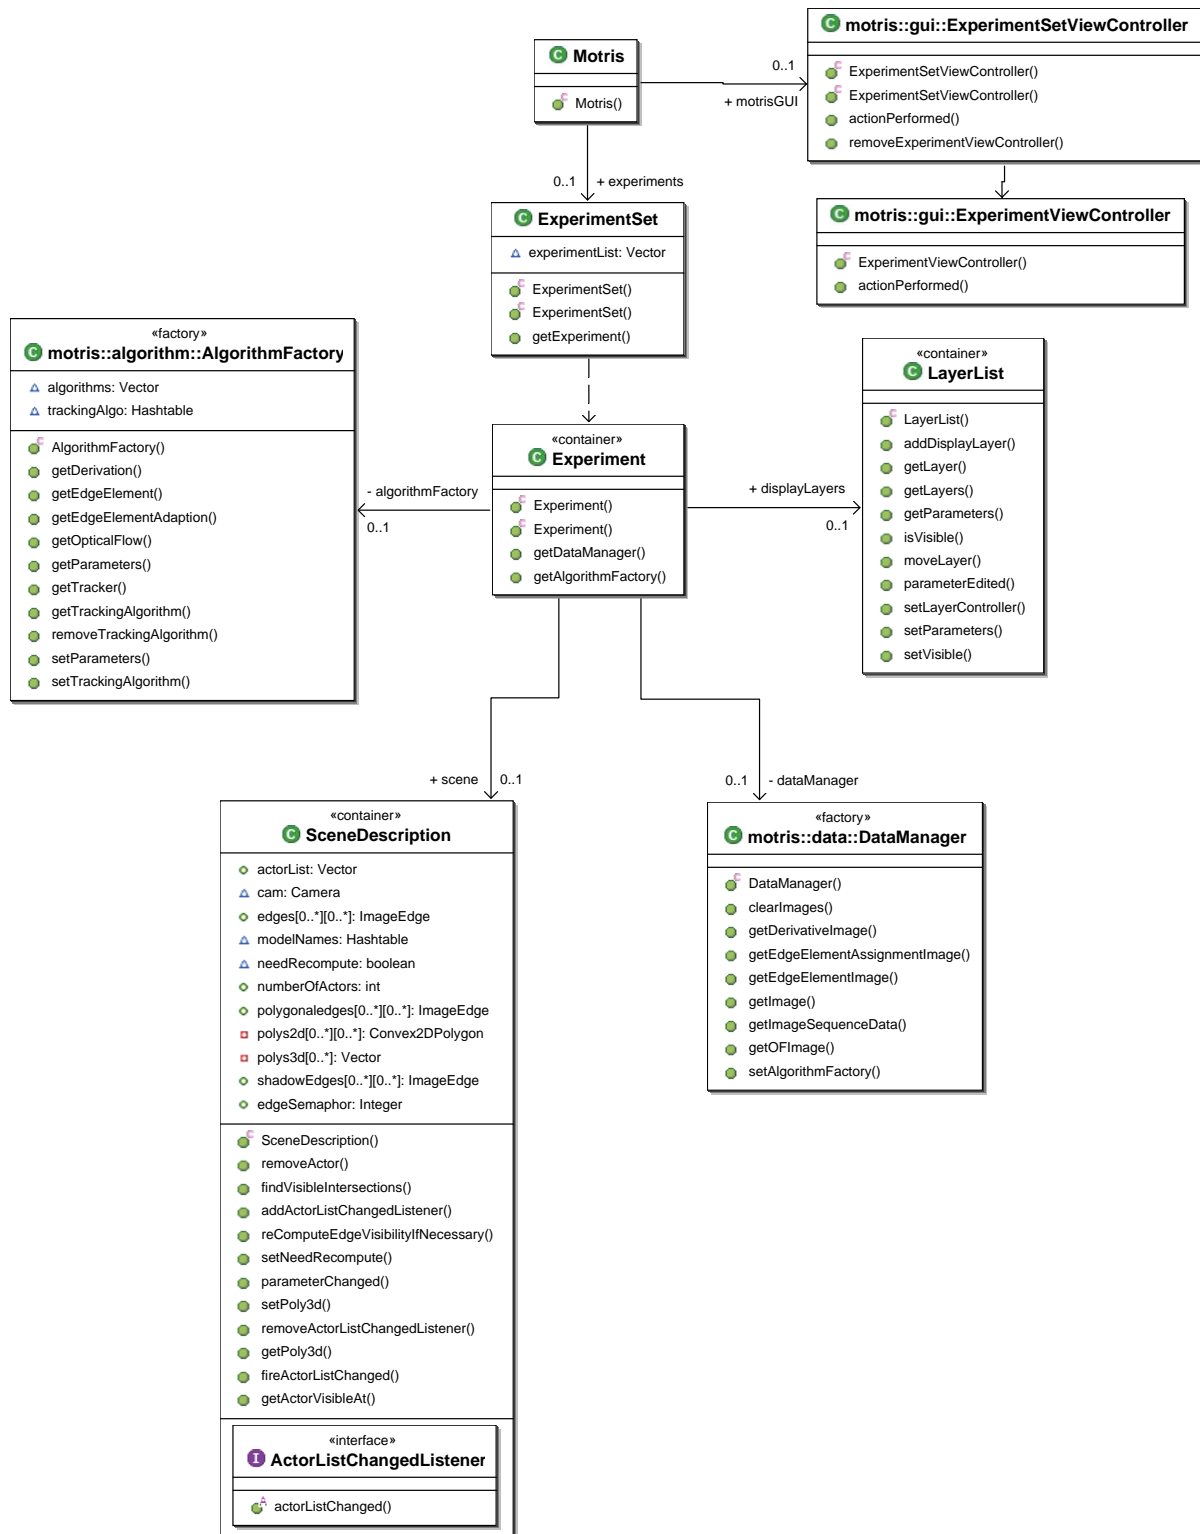 motris::gui::ExperimentSetViewController
ExperimentSetViewController()
ExperimentSetViewController()
actionPerformed()
removeExperimentViewController()
Motris
Motris()
0..1
+ motrisGUI
0..1 + experiments
motris::gui::ExperimentViewController
ExperimentViewController()
actionPerformed()
ExperimentSet
experimentList: Vector
ExperimentSet()
ExperimentSet()
getExperiment()
«factory»
motris::algorithm::AlgorithmFactory
algorithms: Vector
trackingAlgo: Hashtable
AlgorithmFactory()
getDerivation()
getEdgeElement()
getEdgeElementAdaption()
getOpticalFlow()
getParameters()
getTracker()
getTrackingAlgorithm()
removeTrackingAlgorithm()
setParameters()
setTrackingAlgorithm()
- algorithmFactory
0..1
«container»
Experiment
Experiment()
Experiment()
getDataManager()
getAlgorithmFactory()
+ displayLayers
0..1
«container»
LayerList
LayerList()
addDisplayLayer()
getLayer()
getLayers()
getParameters()
isVisible()
moveLayer()
parameterEdited()
setLayerController()
setParameters()
setVisible()
+ scene 0..1
0..1 - dataManager
«container»
SceneDescription
actorList: Vector
cam: Camera
edges[0..*][0..*]: ImageEdge
modelNames: Hashtable
needRecompute: boolean
numberOfActors: int
polygonaledges[0..*][0..*]: ImageEdge
polys2d[0..*][0..*]: Convex2DPolygon
polys3d[0..*]: Vector
shadowEdges[0..*][0..*]: ImageEdge
edgeSemaphor: Integer
SceneDescription()
removeActor()
findVisibleIntersections()
addActorListChangedListener()
reComputeEdgeVisibilityIfNecessary()
setNeedRecompute()
parameterChanged()
setPoly3d()
removeActorListChangedListener()
getPoly3d()
fireActorListChanged()
getActorVisibleAt()
«interface»
ActorListChangedListener
actorListChanged()
«factory»
motris::data::DataManager
DataManager()
clearImages()
getDerivativeImage()
getEdgeElementAssignmentImage()
getEdgeElementImage()
getImage()
getImageSequenceData()
getOFImage()
setAlgorithmFactory()